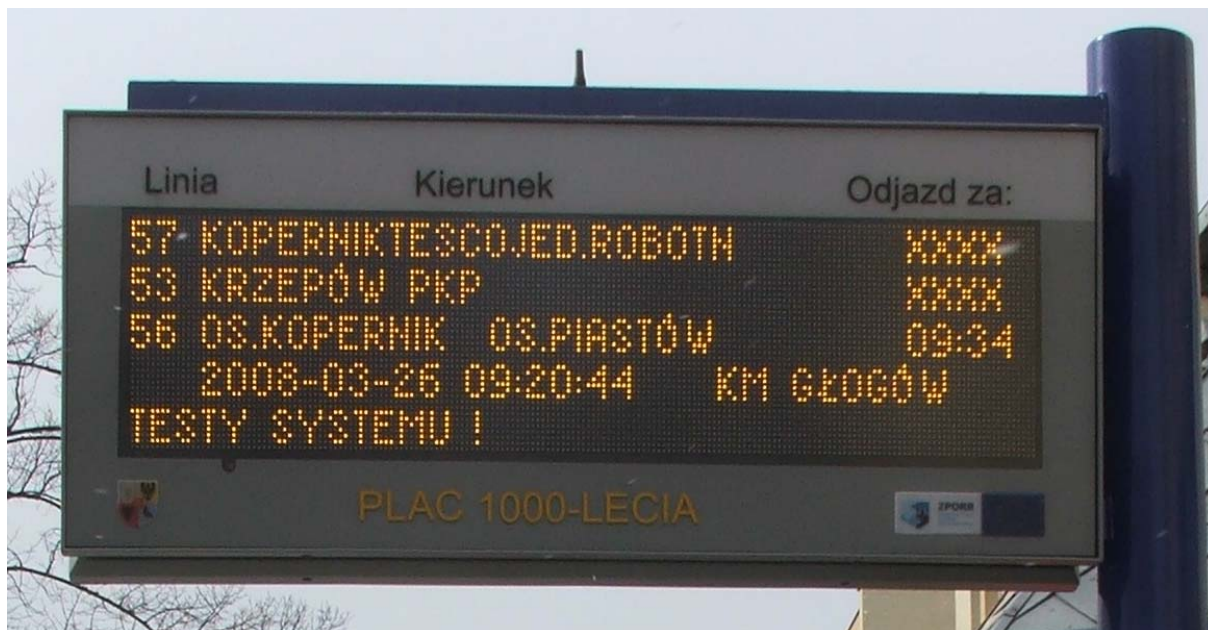 Linia Kierunek Odjazd za:
57 KOPERNIKTESCOJED.ROBOTN XXXX
53 KRZEPÓW PKP XXXX
56 OS.KOPERNIK OS.PIASTÓW 09:34
2008-03-26 09:20:44 KM GŁOGÓW
TESTY SYSTEMU !
PLAC 1000-LECIA
ZPORR